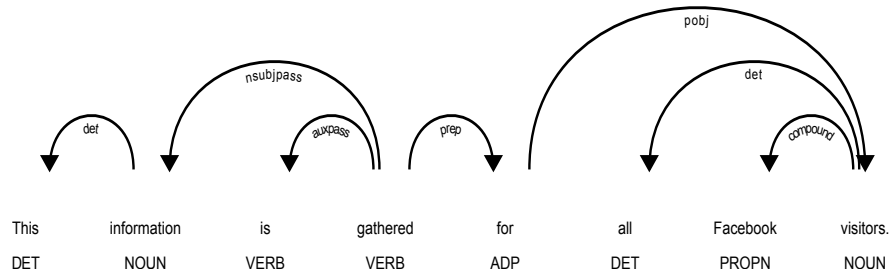 pobj
nsubjpass det
det auxpass prep compound
This information is gathered for all Facebook visitors.
DET NOUN VERB VERB ADP DET PROPN NOUN